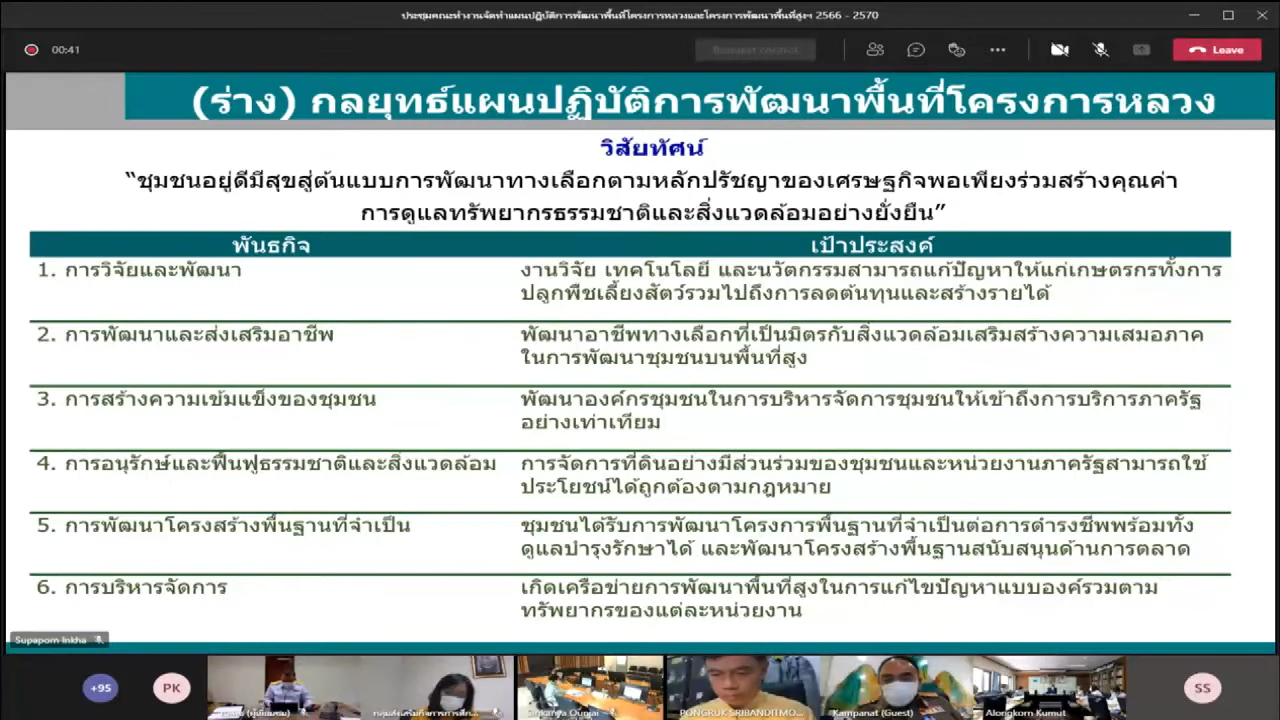 ประชุมคณะทำงานจัดทำแผนปฏิบัติการพัฒนาพื้นที่โครงการหลวงและโครงการพัฒนาพื้นที่สูงฯ 2566 - 2570
00:41
Request control
Leave
(ร่าง) กลยุทธ์แผนปฏิบัติการพัฒนาพื้นที่โครงการหลวง
วิสัยทัศน์
“ชุมชนอยู่ดีมีสุขสู่ต้นแบบการพัฒนาทางเลือกตามหลักปรัชญาของเศรษฐกิจพอเพียงร่วมสร้างคุณค่า
การดูแลทรัพยากรธรรมชาติและสิ่งแวดล้อมอย่างยั่งยืน”
พันธกิจ เป้าประสงค์
1. การวิจัยและพัฒนา งานวิจัย เทคโนโลยี และนวัตกรรมสามารถแก้ปัญหาให้แก่เกษตรกรทั้งการ
ปลูกพืชเลี้ยงสัตว์รวมไปถึงการลดต้นทุนและสร้างรายได้
2. การพัฒนาและส่งเสริมอาชีพ พัฒนาอาชีพทางเลือกที่เป็นมิตรกับสิ่งแวดล้อมเสริมสร้างความเสมอภาค
ในการพัฒนาชุมชนบนพื้นที่สูง
3. การสร้างความเข้มแข็งของชุมชน พัฒนาองค์กรชุมชนในการบริหารจัดการชุมชนให้เข้าถึงการบริการภาครัฐ
อย่างเท่าเทียม
4. การอนุรักษ์และฟื้นฟูธรรมชาติและสิ่งแวดล้อม การจัดการที่ดินอย่างมีส่วนร่วมของชุมชนและหน่วยงานภาครัฐสามารถใช้
ประโยชน์ได้ถูกต้องตามกฎหมาย
5. การพัฒนาโครงสร้างพื้นฐานที่จำเป็น ชุมชนได้รับการพัฒนาโครงการพื้นฐานที่จำเป็นต่อการดำรงชีพพร้อมทั้ง
ดูแลบำรุงรักษาได้ และพัฒนาโครงสร้างพื้นฐานสนับสนุนด้านการตลาด
6. การบริหารจัดการ เกิดเครือข่ายการพัฒนาพื้นที่สูงในการแก้ไขปัญหาแบบองค์รวมตาม
ทรัพยากรของแต่ละหน่วยงาน
Supaporn Inkha
+95 PK SS
PONGRUK SRIBANDITMO... Kampanat (Guest) Alongkorn Kumut